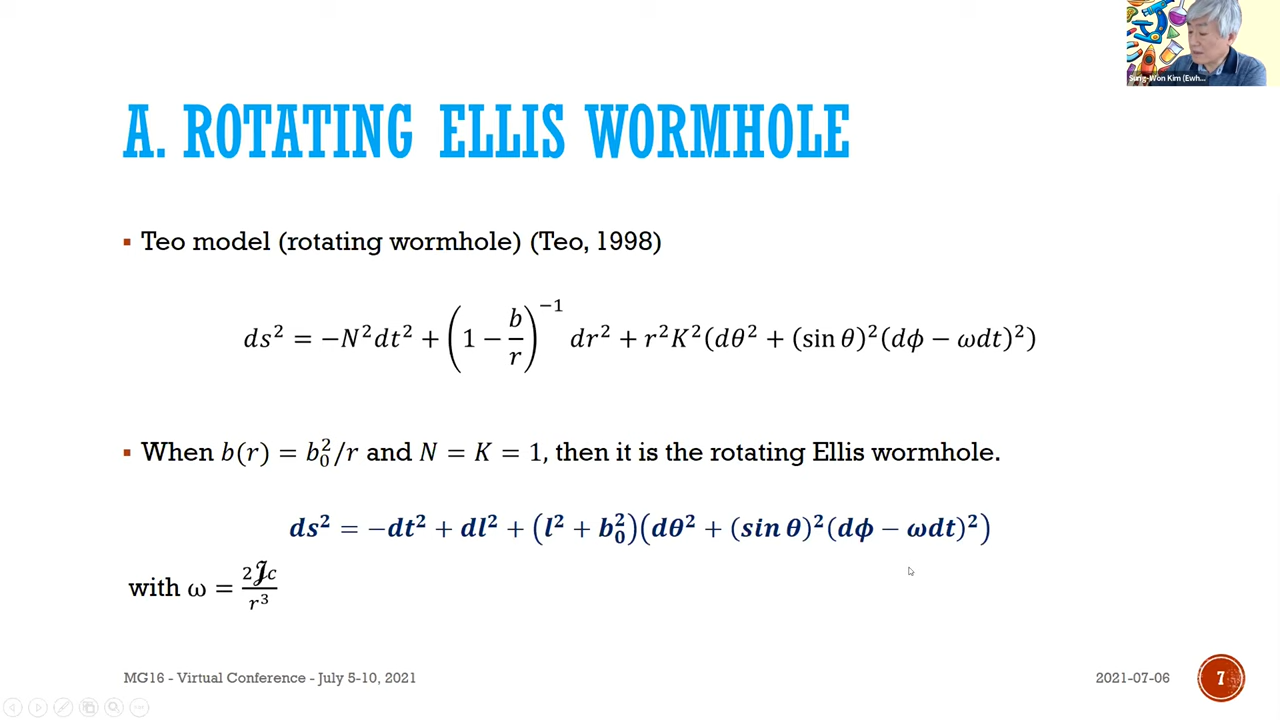 Sung-Won Kim (Ewh...
A. ROTATING ELLIS WORMHOLE
▪ Teo model (rotating wormhole) (Teo, 1998)
ds² = −N²dt² + (1 − b/r)⁻¹ dr² + r²K²(dθ² + (sin θ)²(dϕ − ωdt)²)
▪ When b(r) = b₀²/r and N = K = 1, then it is the rotating Ellis wormhole.
ds² = −dt² + dl² + (l² + b₀²)(dθ² + (sin θ)²(dϕ − ωdt)²)
with ω = 2𝒥c/r³
MG16 - Virtual Conference - July 5-10, 2021
2021-07-06
7